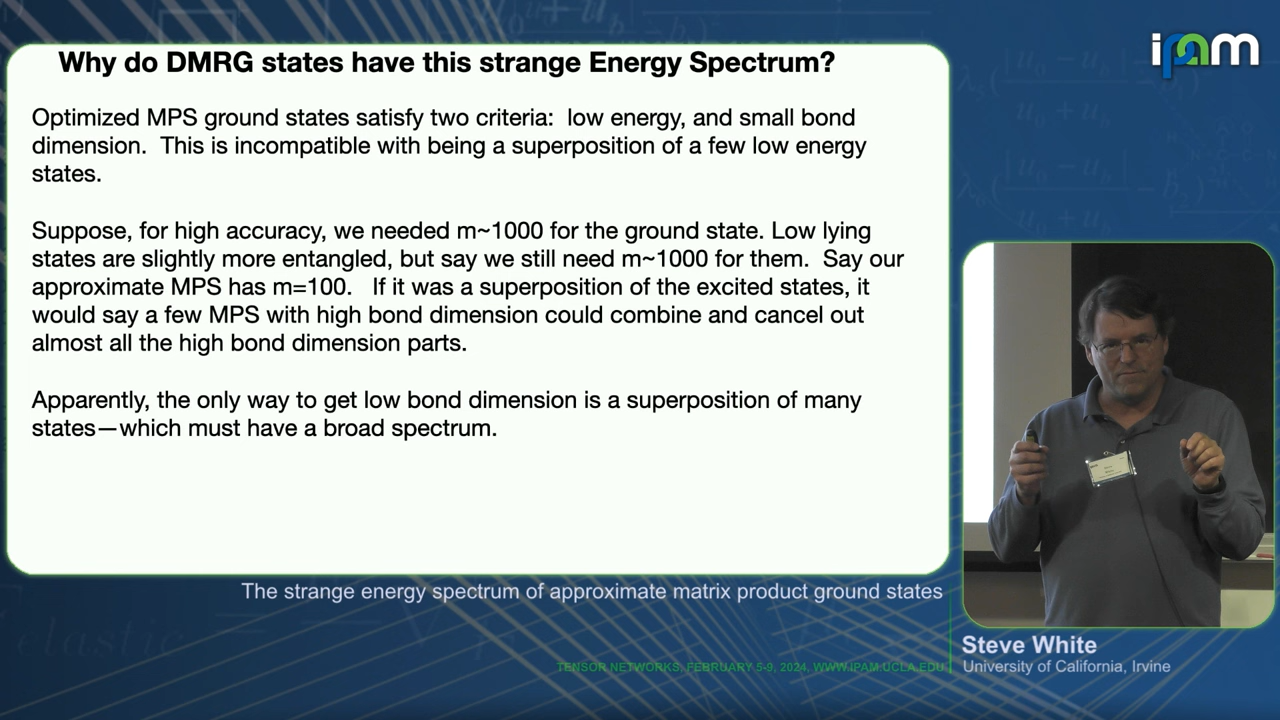 Why do DMRG states have this strange Energy Spectrum?
Optimized MPS ground states satisfy two criteria:  low energy, and small bond
dimension.  This is incompatible with being a superposition of a few low energy
states.
Suppose, for high accuracy, we needed m~1000 for the ground state. Low lying
states are slightly more entangled, but say we still need m~1000 for them.  Say our
approximate MPS has m=100.   If it was a superposition of the excited states, it
would say a few MPS with high bond dimension could combine and cancel out
almost all the high bond dimension parts.
Apparently, the only way to get low bond dimension is a superposition of many
states—which must have a broad spectrum.
ipam
The strange energy spectrum of approximate matrix product ground states
Steve White
University of California, Irvine
TENSOR NETWORKS, FEBRUARY 5-9, 2024, WWW.IPAM.UCLA.EDU
elastic